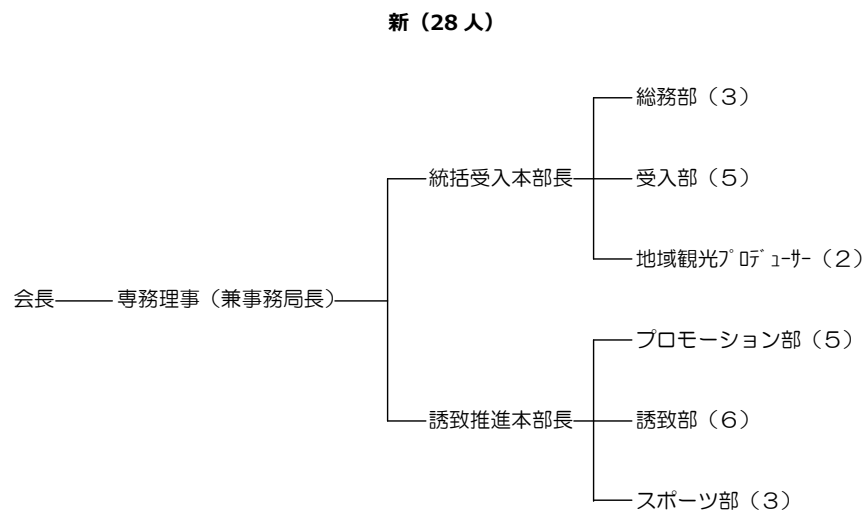 新（28 人）
会長
専務理事（兼事務局長）
統括受入本部長
総務部（３）
受入部（５）
地域観光ﾌﾟﾛﾃﾞｭｰｻｰ（２）
誘致推進本部長
プロモーション部（５）
誘致部（６）
スポーツ部（３）